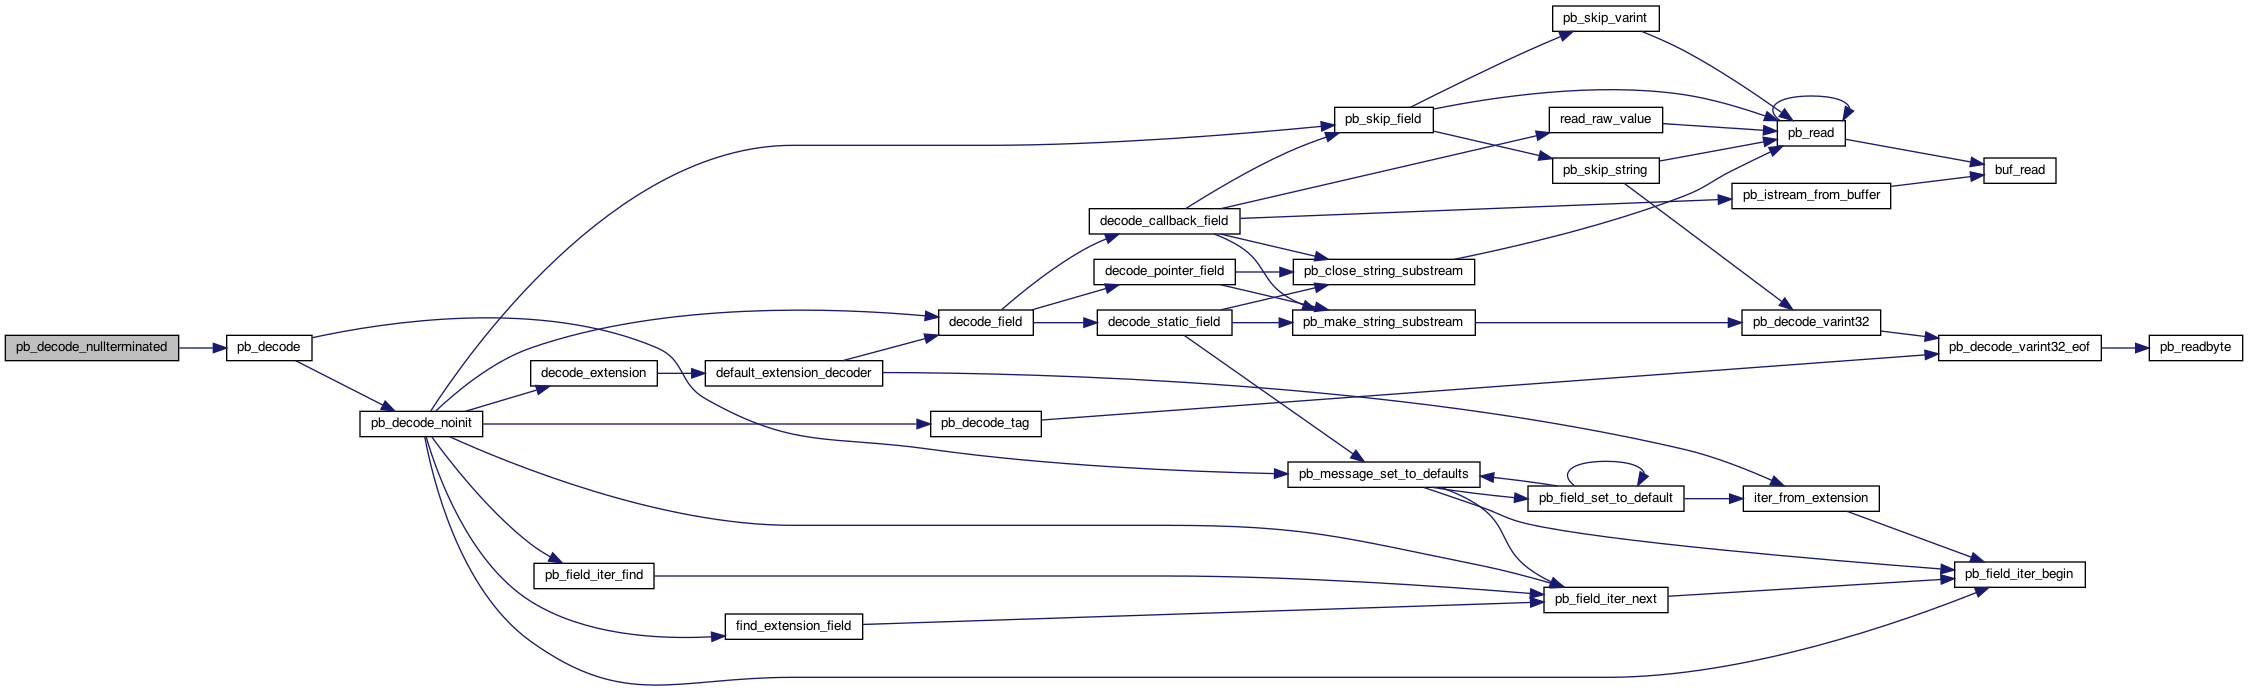 pb_skip_varint
pb_skip_field
read_raw_value
pb_read
pb_skip_string
buf_read
pb_istream_from_buffer
decode_callback_field
decode_pointer_field
pb_close_string_substream
decode_field
decode_static_field
pb_make_string_substream
pb_decode_varint32
pb_decode_nullterminated
pb_decode
pb_decode_varint32_eof
pb_readbyte
decode_extension
default_extension_decoder
pb_decode_noinit
pb_decode_tag
pb_message_set_to_defaults
pb_field_set_to_default
iter_from_extension
pb_field_iter_find
pb_field_iter_begin
pb_field_iter_next
find_extension_field